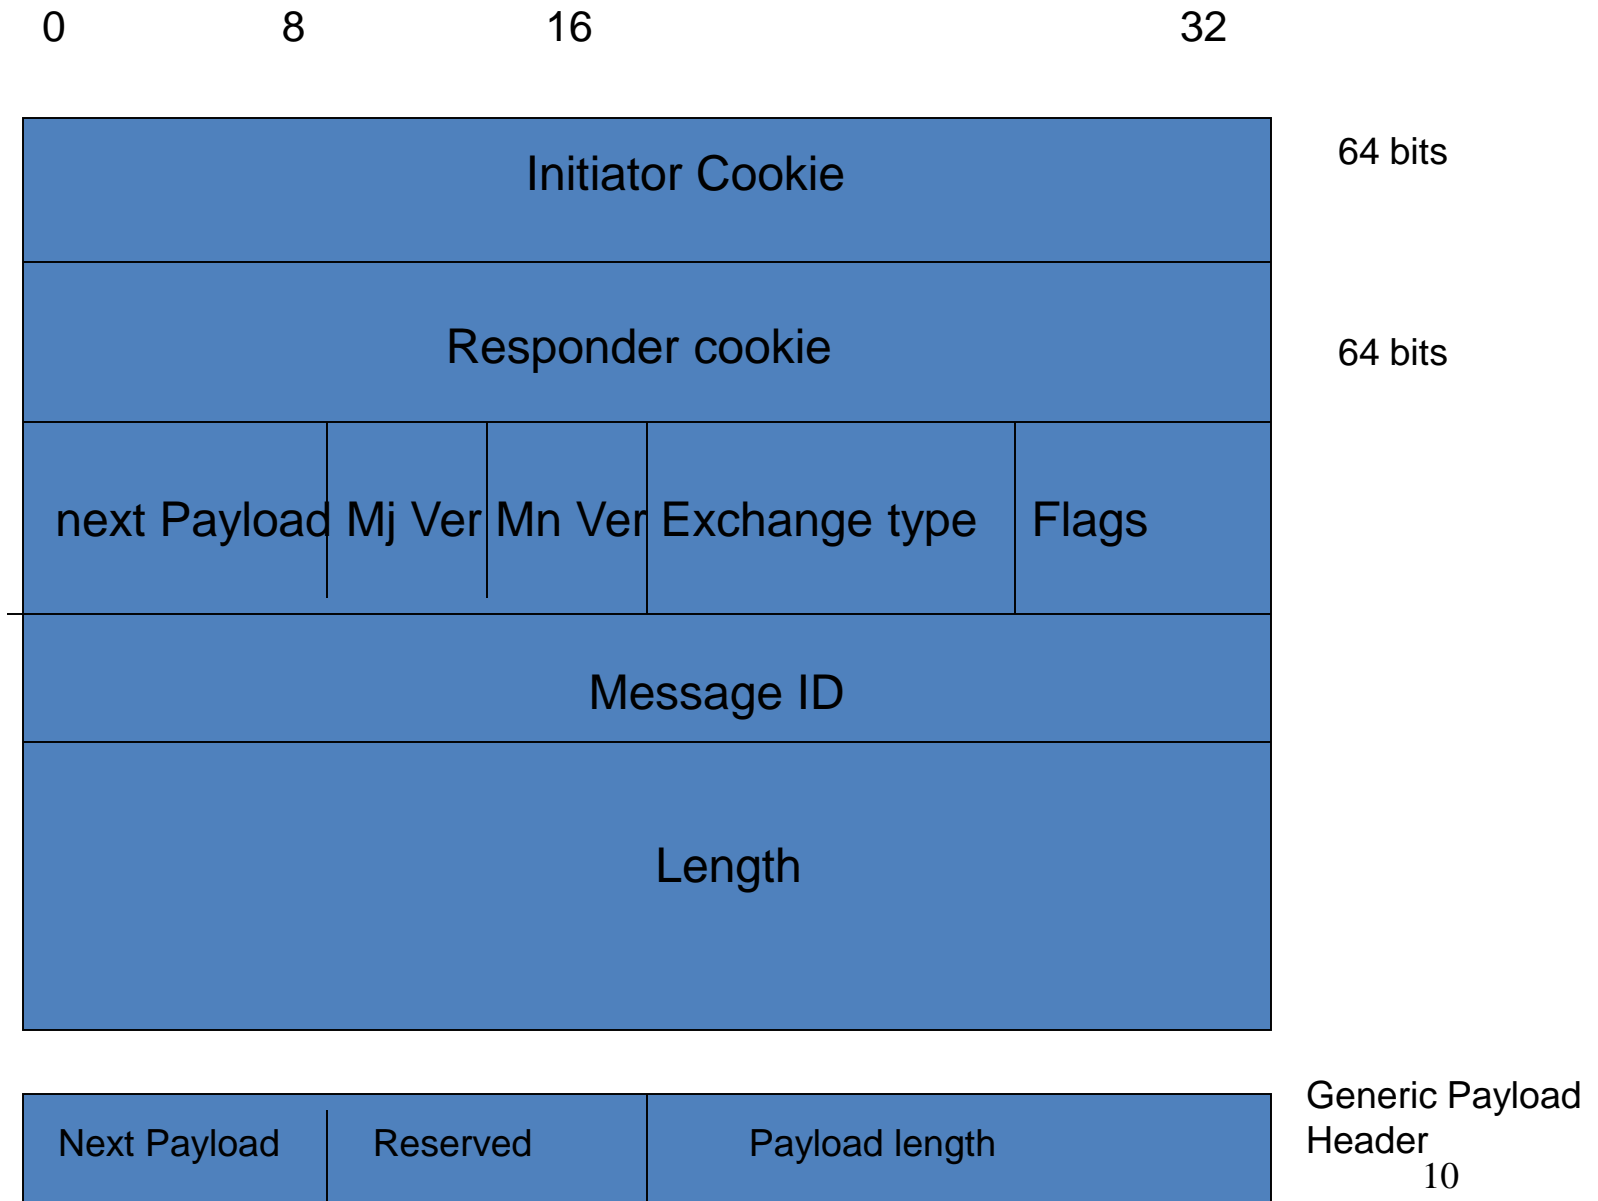 0 8 16 32
Initiator Cookie
64 bits
Responder cookie
64 bits
next Payload Mj Ver Mn Ver Exchange type Flags
Message ID
Length
Next Payload Reserved Payload length
Generic Payload
Header
10